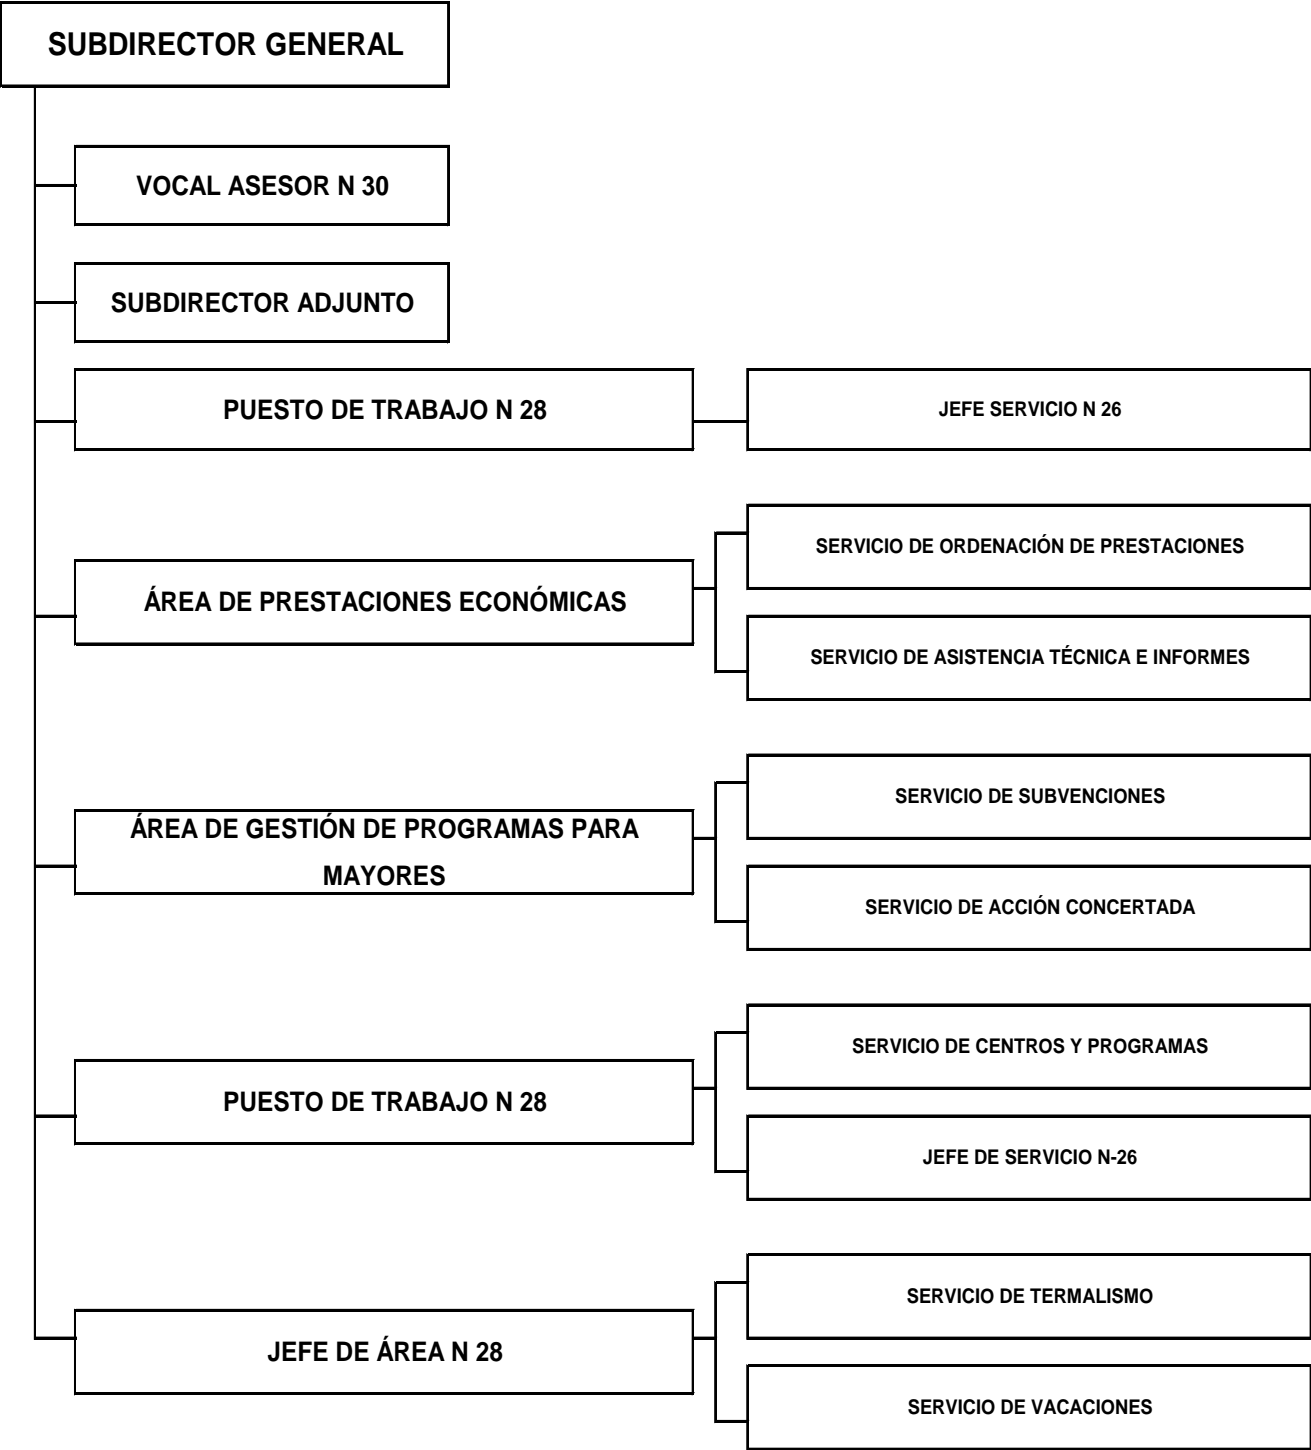 SUBDIRECTOR GENERAL
VOCAL ASESOR N 30
SUBDIRECTOR ADJUNTO
PUESTO DE TRABAJO N 28
JEFE SERVICIO N 26
ÁREA DE PRESTACIONES ECONÓMICAS
SERVICIO DE ORDENACIÓN DE PRESTACIONES
SERVICIO DE ASISTENCIA TÉCNICA E INFORMES
ÁREA DE GESTIÓN DE PROGRAMAS PARA
MAYORES
SERVICIO DE SUBVENCIONES
SERVICIO DE ACCIÓN CONCERTADA
PUESTO DE TRABAJO N 28
SERVICIO DE CENTROS Y PROGRAMAS
JEFE DE SERVICIO N-26
JEFE DE ÁREA N 28
SERVICIO DE TERMALISMO
SERVICIO DE VACACIONES